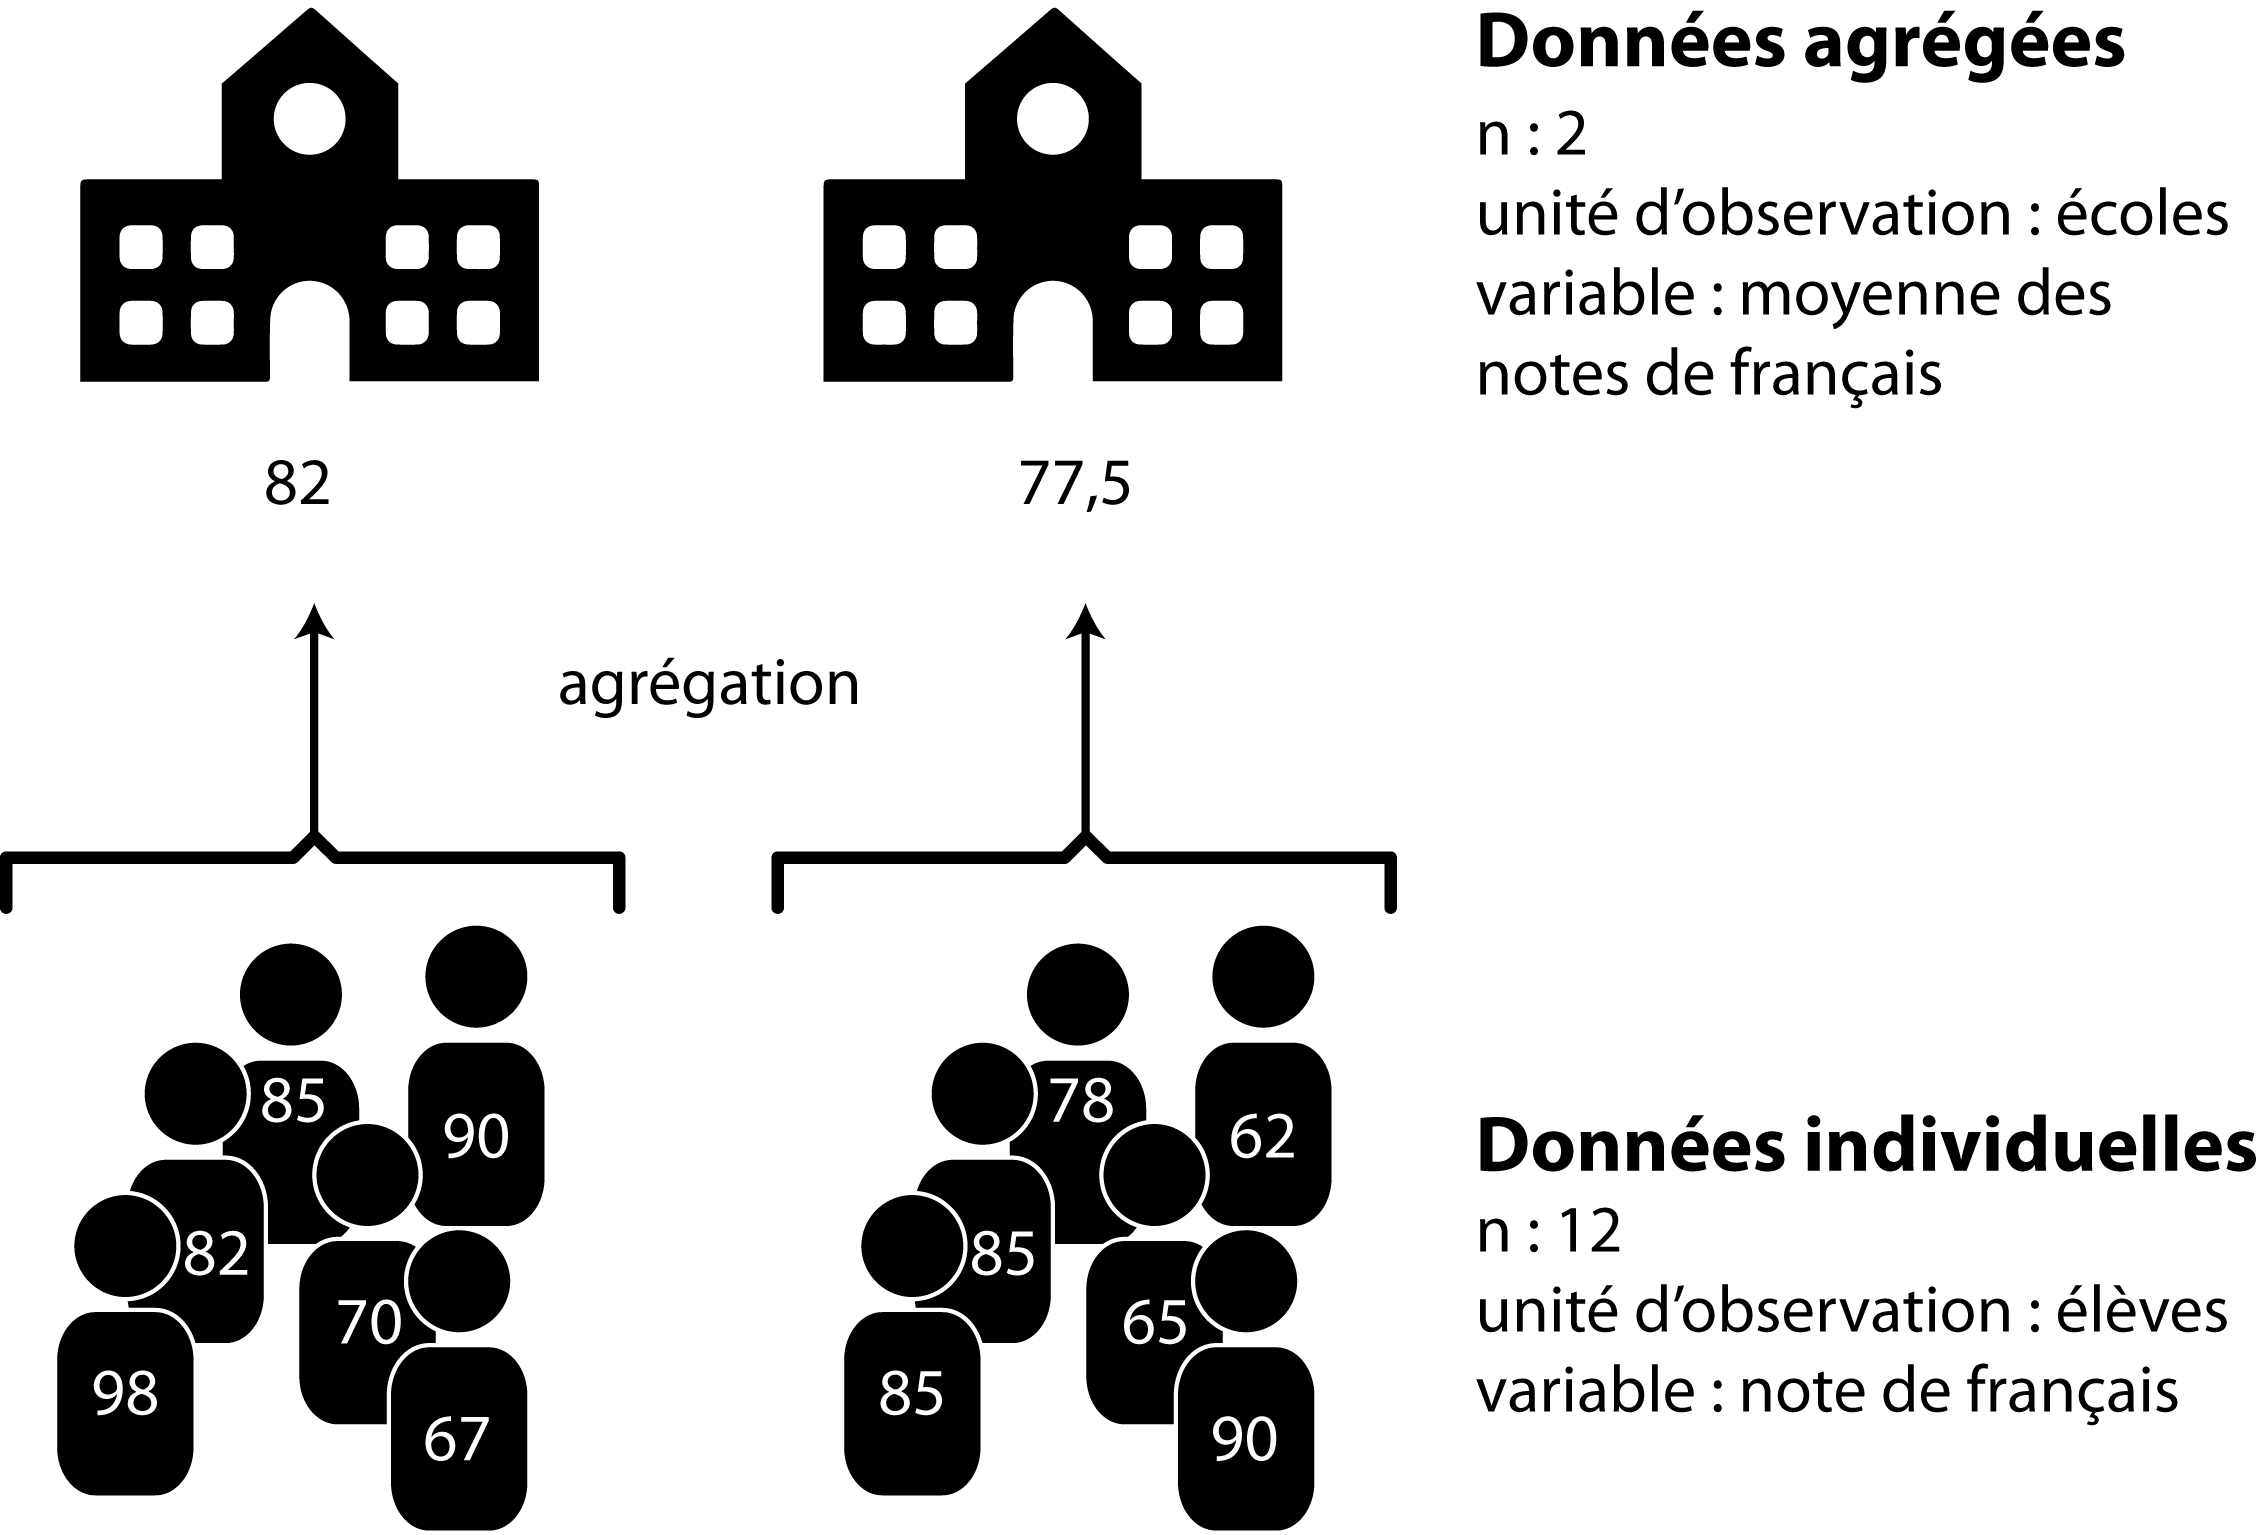 Données agrégées
n : 2
unité d’observation : écoles
variable : moyenne des
notes de français
82
77,5
agrégation
85
90
82
70
98
67
78
62
85
65
85
90
Données individuelles
n : 12
unité d’observation : élèves
variable : note de français